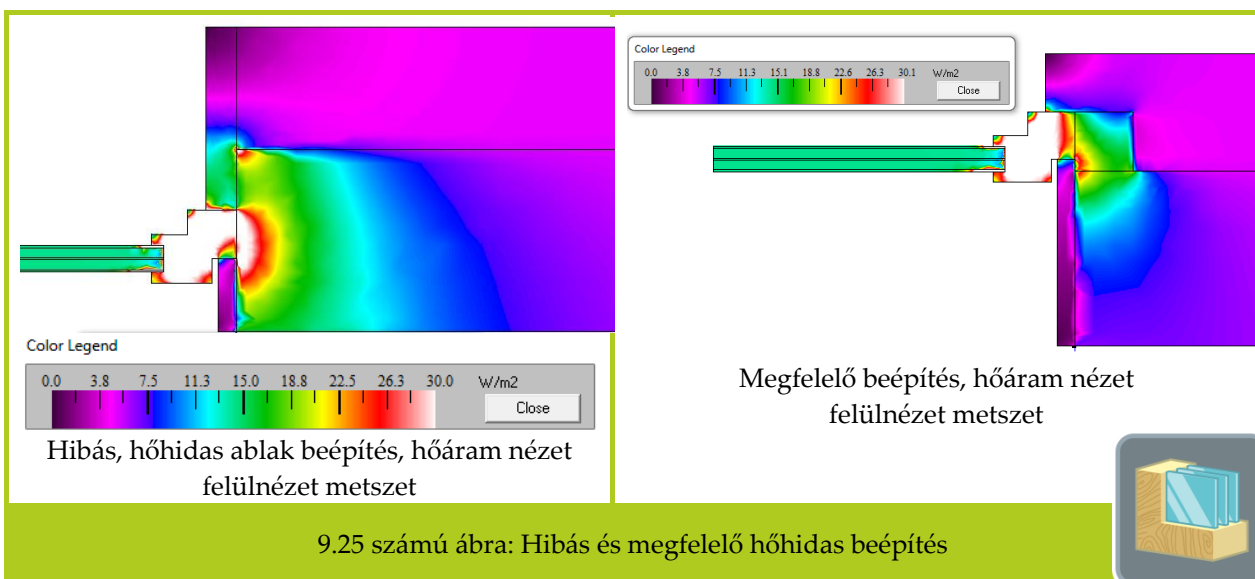 Color Legend
0.0 3.8 7.5 11.3 15.0 18.8 22.5 26.3 30.0 W/m2
Close
Hibás, hőhidas ablak beépítés, hőáram nézet
felülnézet metszet
Color Legend
0.0 3.8 7.5 11.3 15.1 18.8 22.6 26.3 30.1 W/m2
Close
Megfelelő beépítés, hőáram nézet
felülnézet metszet
9.25 számú ábra: Hibás és megfelelő hőhidas beépítés